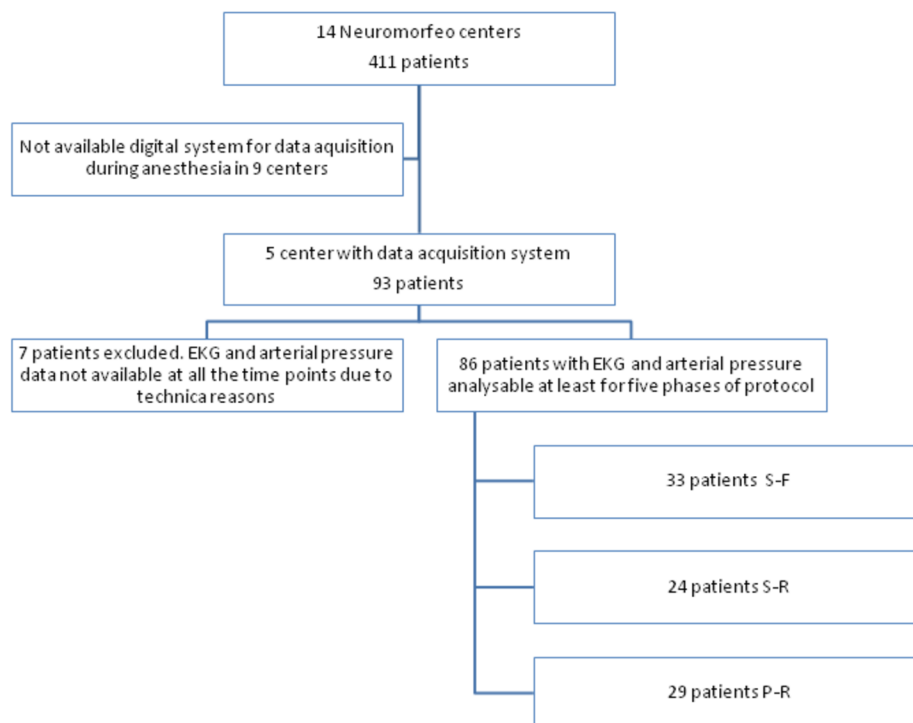 14 Neuromorfeo centers
411 patients
Not available digital system for data aquisition
during anesthesia in 9 centers
5 center with data acquisition system
93 patients
7 patients excluded. EKG and arterial pressure
data not available at all the time points due to
technica reasons
86 patients with EKG and arterial pressure
analysable at least for five phases of protocol
33 patients S-F
24 patients S-R
29 patients P-R